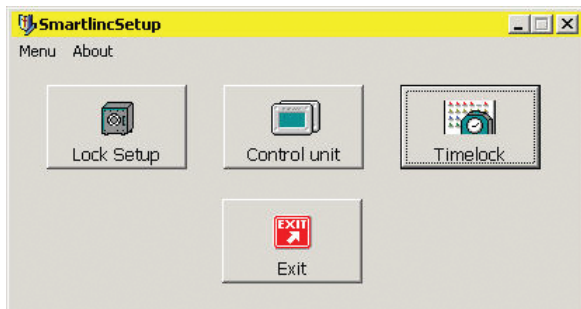 SmartlincSetup
Menu About
Lock Setup
Control unit
Timelock
EXIT
Exit